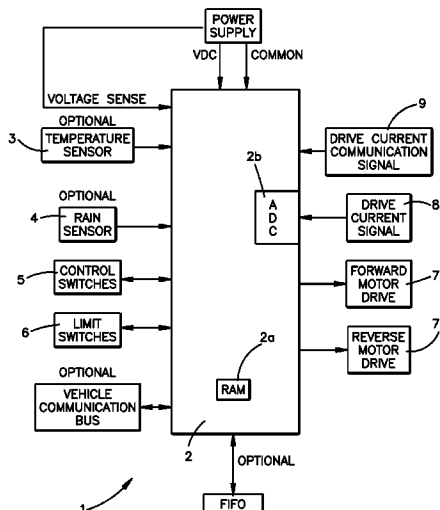 POWER
SUPPLY
VDC
COMMON
VOLTAGE SENSE
OPTIONAL
3
TEMPERATURE
SENSOR
OPTIONAL
4
RAIN
SENSOR
5
CONTROL
SWITCHES
6
LIMIT
SWITCHES
OPTIONAL
VEHICLE
COMMUNICATION
BUS
2b
A
D
C
2a
RAM
2
9
DRIVE CURRENT
COMMUNICATION
SIGNAL
8
DRIVE
CURRENT
SIGNAL
FORWARD
MOTOR
DRIVE
7
REVERSE
MOTOR
DRIVE
7
OPTIONAL
FIFO
1